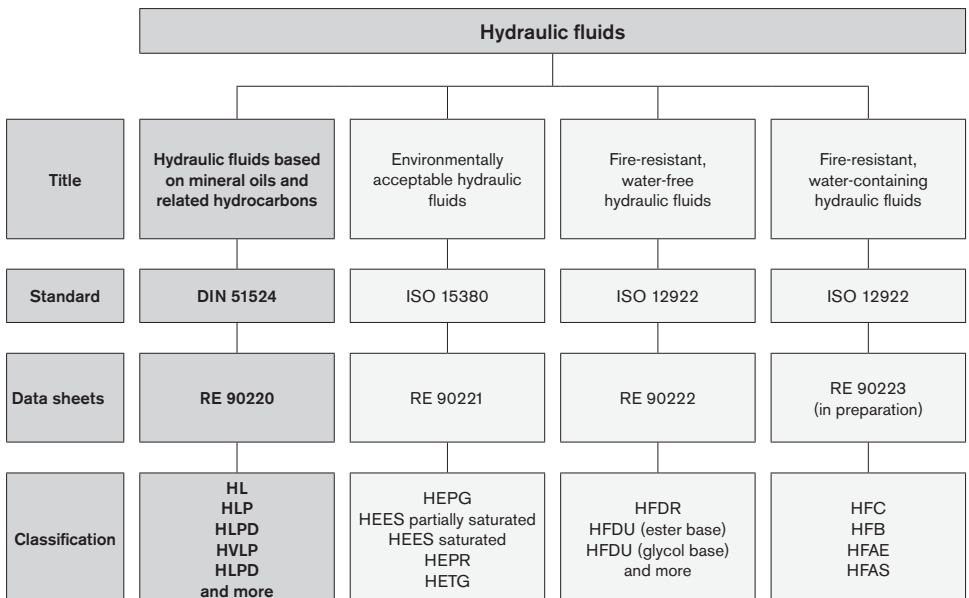 Hydraulic fluids
Title
Hydraulic fluids based
on mineral oils and
related hydrocarbons
Environmentally
acceptable hydraulic
fluids
Fire-resistant,
water-free
hydraulic fluids
Fire-resistant,
water-containing
hydraulic fluids
Standard
DIN 51524
ISO 15380
ISO 12922
ISO 12922
Data sheets
RE 90220
RE 90221
RE 90222
RE 90223
(in preparation)
Classification
HL
HLP
HLPD
HVLP
HLPD
and more
HEPG
HEES partially saturated
HEES saturated
HEPR
HETG
HFDR
HFDU (ester base)
HFDU (glycol base)
and more
HFC
HFB
HFAE
HFAS